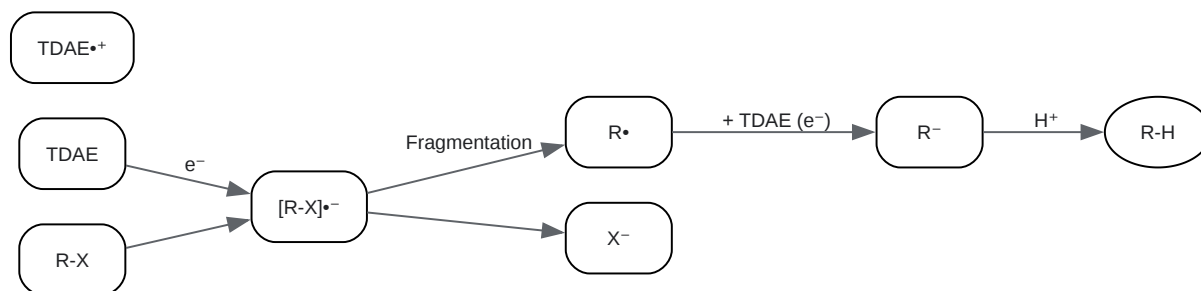 TDAE•⁺
TDAE
e⁻
R-X
[R-X]•⁻
Fragmentation
R•
X⁻
+ TDAE (e⁻)
R⁻
H⁺
R-H